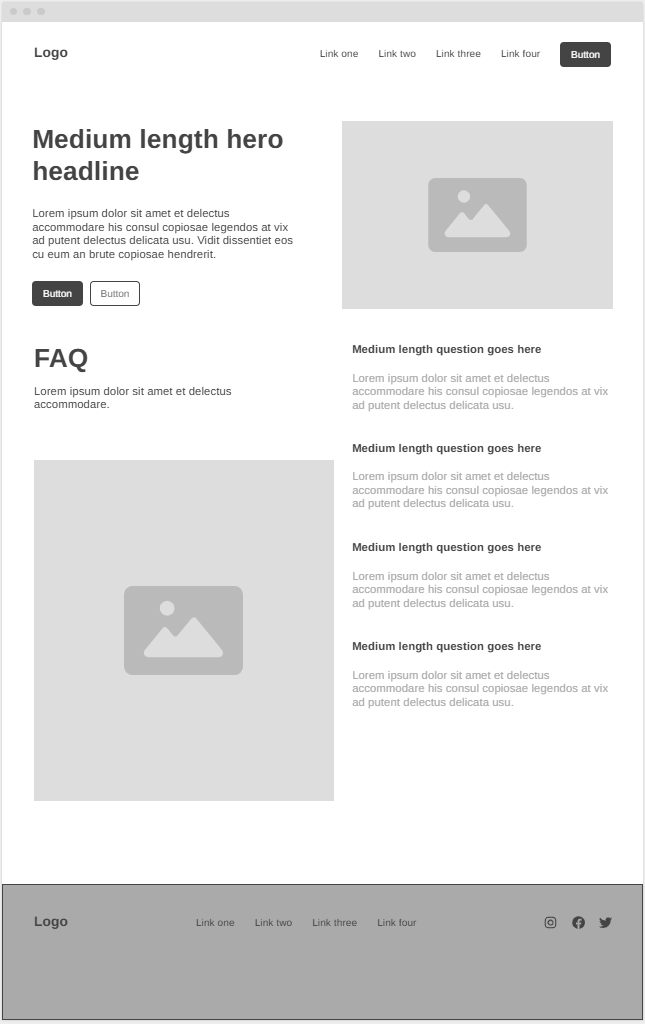 Logo
Link one Link two Link three Link four Button
Medium length hero
headline
Lorem ipsum dolor sit amet et delectus
accommodare his consul copiosae legendos at vix
ad putent delectus delicata usu. Vidit dissentiet eos
cu eum an brute copiosae hendrerit.
Button Button
FAQ
Lorem ipsum dolor sit amet et delectus
accommodare.
Medium length question goes here
Lorem ipsum dolor sit amet et delectus
accommodare his consul copiosae legendos at vix
ad putent delectus delicata usu.
Medium length question goes here
Lorem ipsum dolor sit amet et delectus
accommodare his consul copiosae legendos at vix
ad putent delectus delicata usu.
Medium length question goes here
Lorem ipsum dolor sit amet et delectus
accommodare his consul copiosae legendos at vix
ad putent delectus delicata usu.
Medium length question goes here
Lorem ipsum dolor sit amet et delectus
accommodare his consul copiosae legendos at vix
ad putent delectus delicata usu.
Logo
Link one Link two Link three Link four